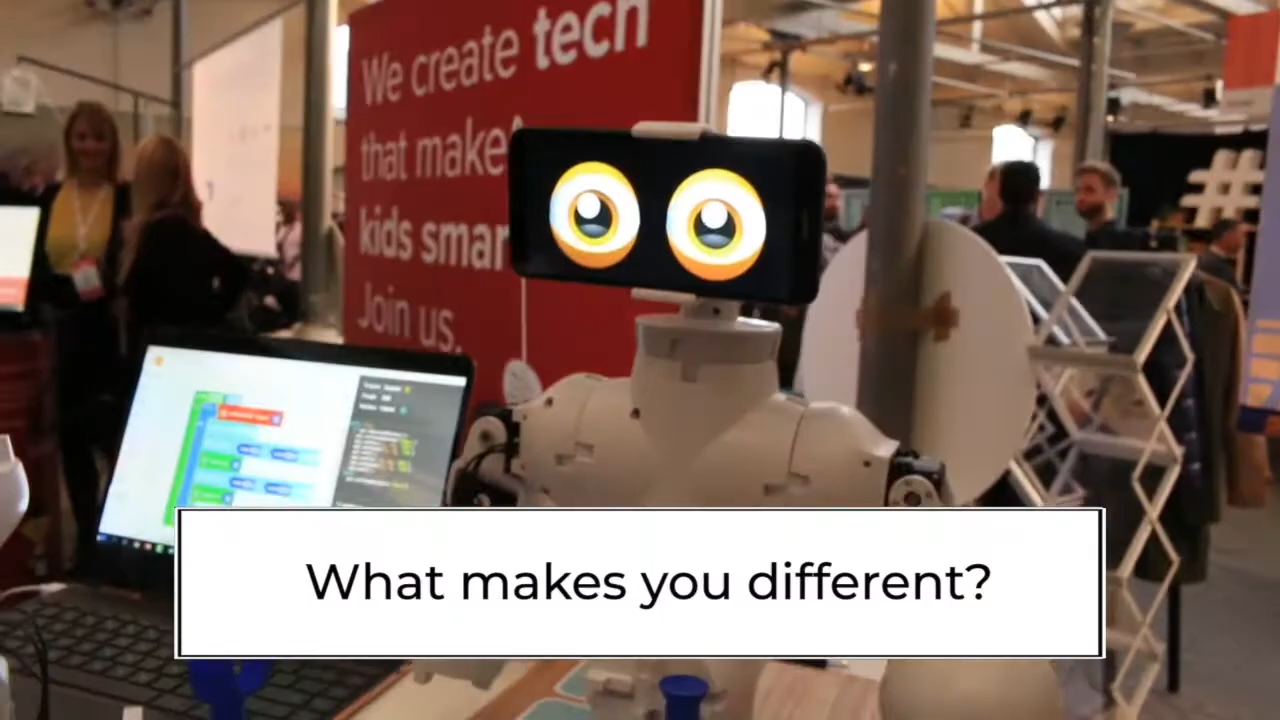 We create tech
that make
kids smar
Join us.
What makes you different?